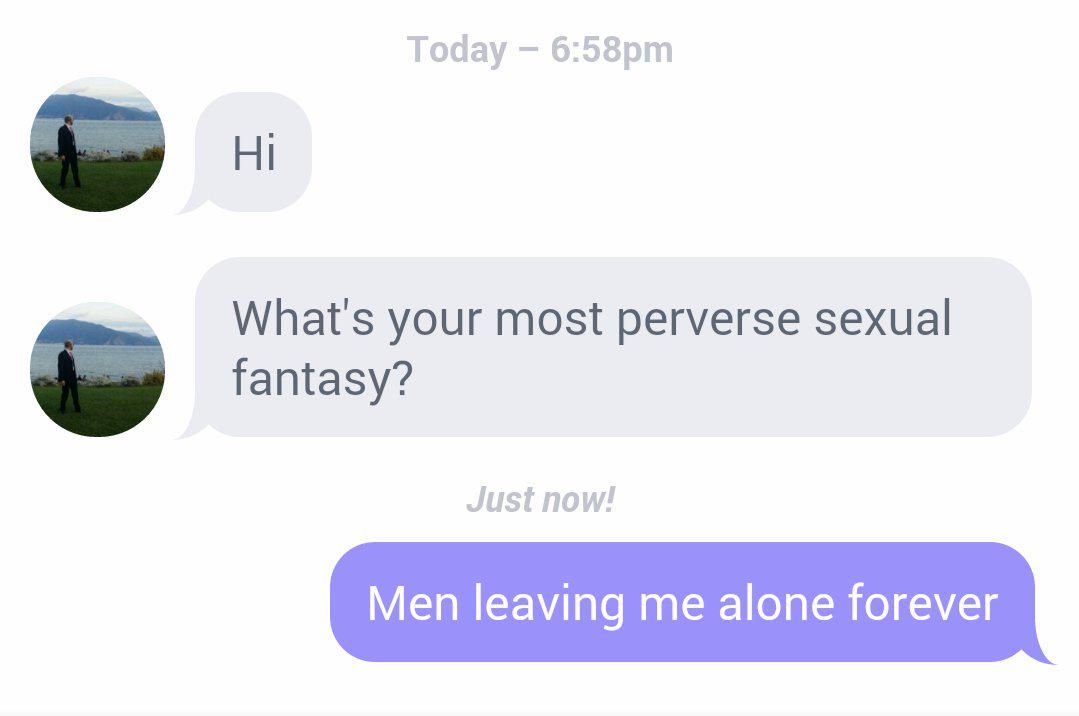 Today – 6:58pm
Hi
What's your most perverse sexual
fantasy?
Just now!
Men leaving me alone forever